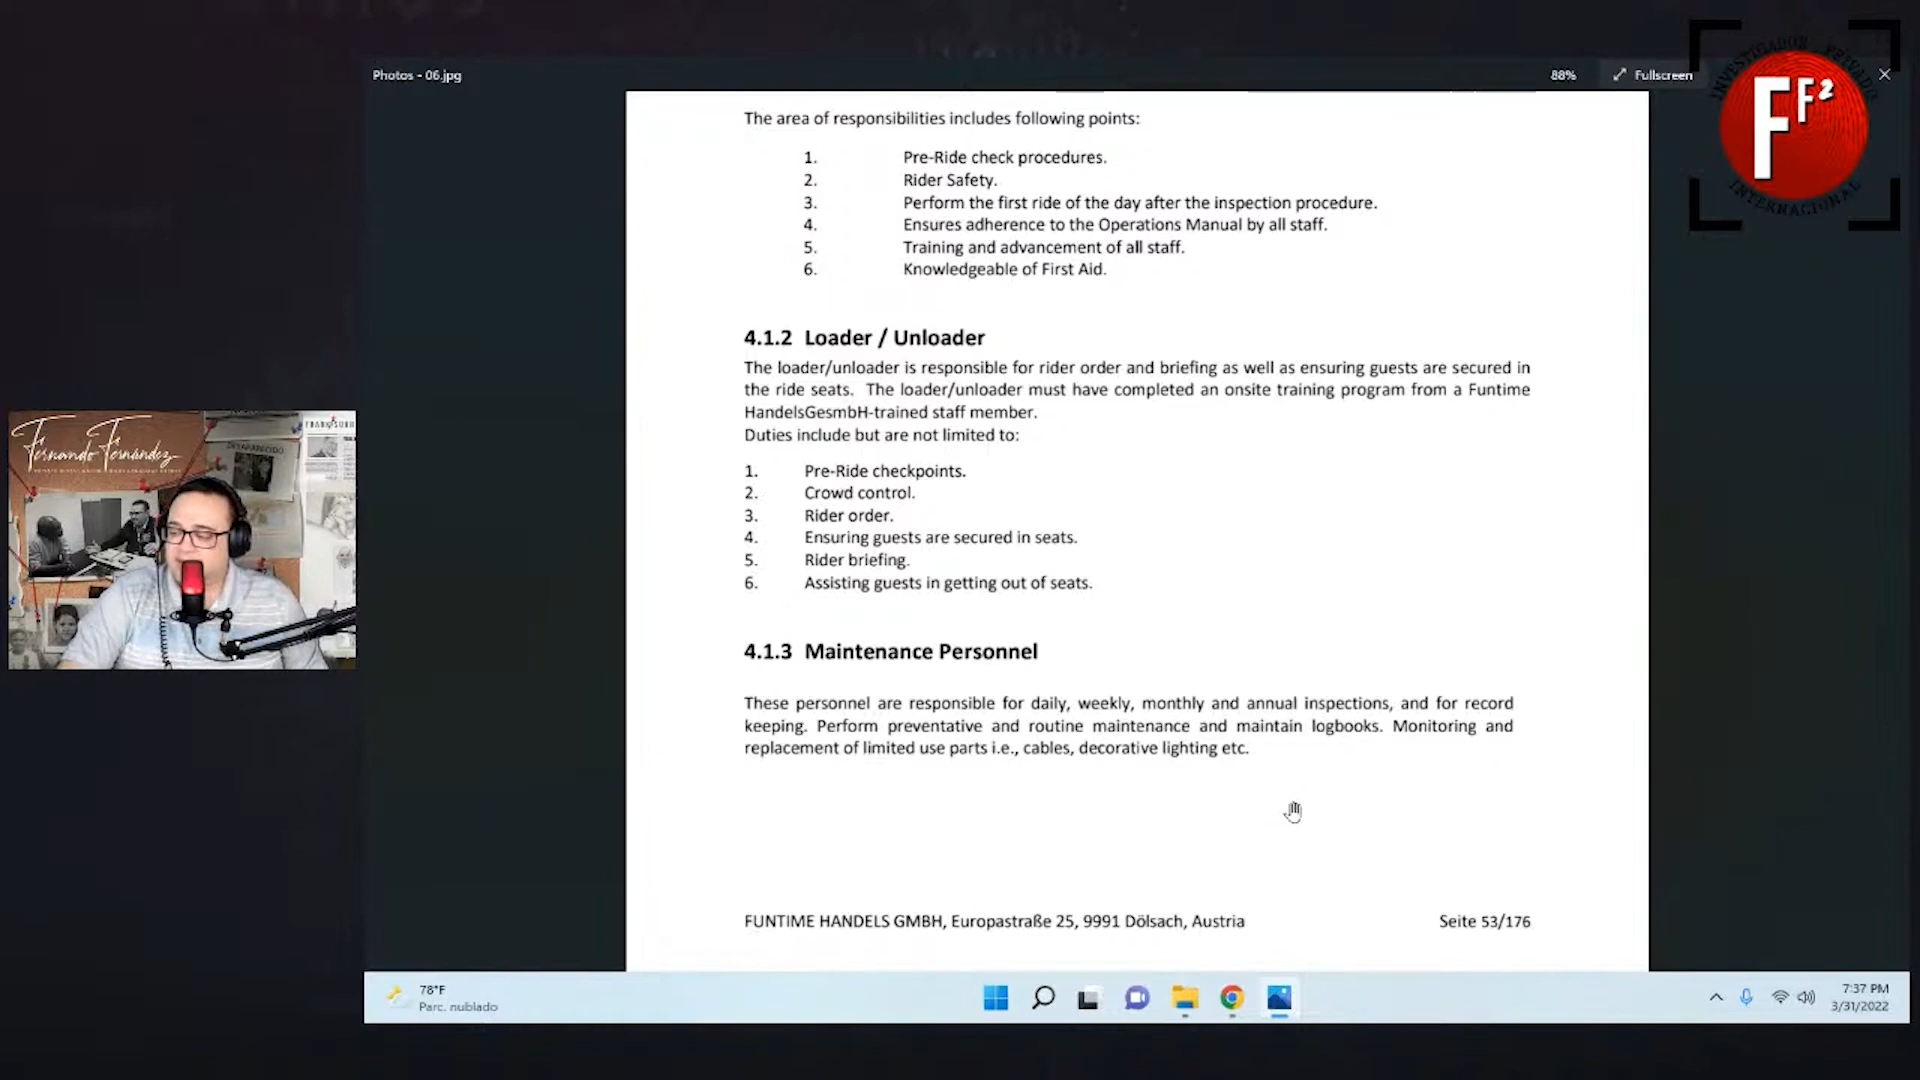 Photos - 06.jpg
88%
Fullscreen
INVESTIGADOR PRIVADO
FF²
INTERNACIONAL
The area of responsibilities includes following points:
1. Pre-Ride check procedures.
2. Rider Safety.
3. Perform the first ride of the day after the inspection procedure.
4. Ensures adherence to the Operations Manual by all staff.
5. Training and advancement of all staff.
6. Knowledgeable of First Aid.
4.1.2 Loader / Unloader
The loader/unloader is responsible for rider order and briefing as well as ensuring guests are secured in
the ride seats. The loader/unloader must have completed an onsite training program from a Funtime
HandelsGesmbH-trained staff member.
Duties include but are not limited to:
1. Pre-Ride checkpoints.
2. Crowd control.
3. Rider order.
4. Ensuring guests are secured in seats.
5. Rider briefing.
6. Assisting guests in getting out of seats.
4.1.3 Maintenance Personnel
These personnel are responsible for daily, weekly, monthly and annual inspections, and for record
keeping. Perform preventative and routine maintenance and maintain logbooks. Monitoring and
replacement of limited use parts i.e., cables, decorative lighting etc.
FUNTIME HANDELS GMBH, Europastraße 25, 9991 Dölsach, Austria
Seite 53/176
Fernando Fernández
DESAPARECIDO
78°F
Parc. nublado
7:37 PM
3/31/2022